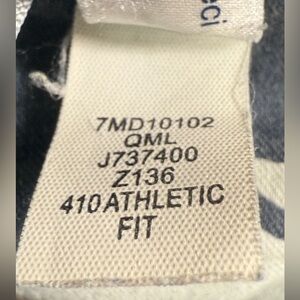 7MD10102
QML
J737400
Z136
410 ATHLETIC
FIT